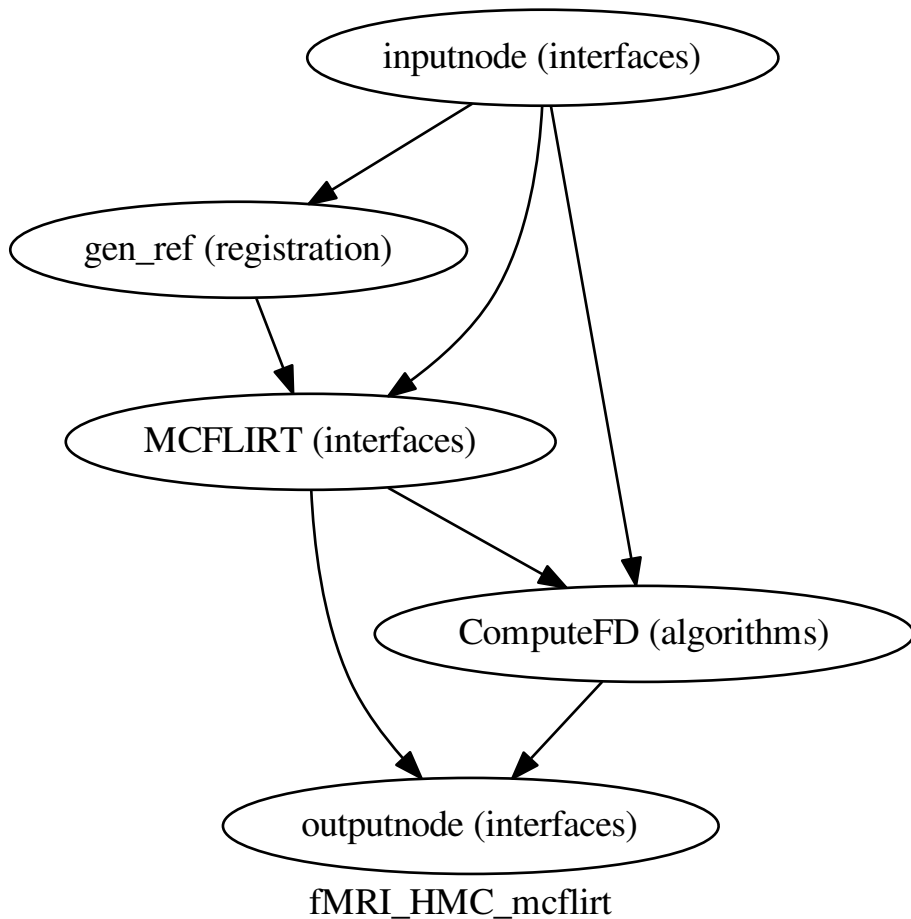 inputnode (interfaces)
gen_ref (registration)
MCFLIRT (interfaces)
ComputeFD (algorithms)
outputnode (interfaces)
fMRI_HMC_mcflirt